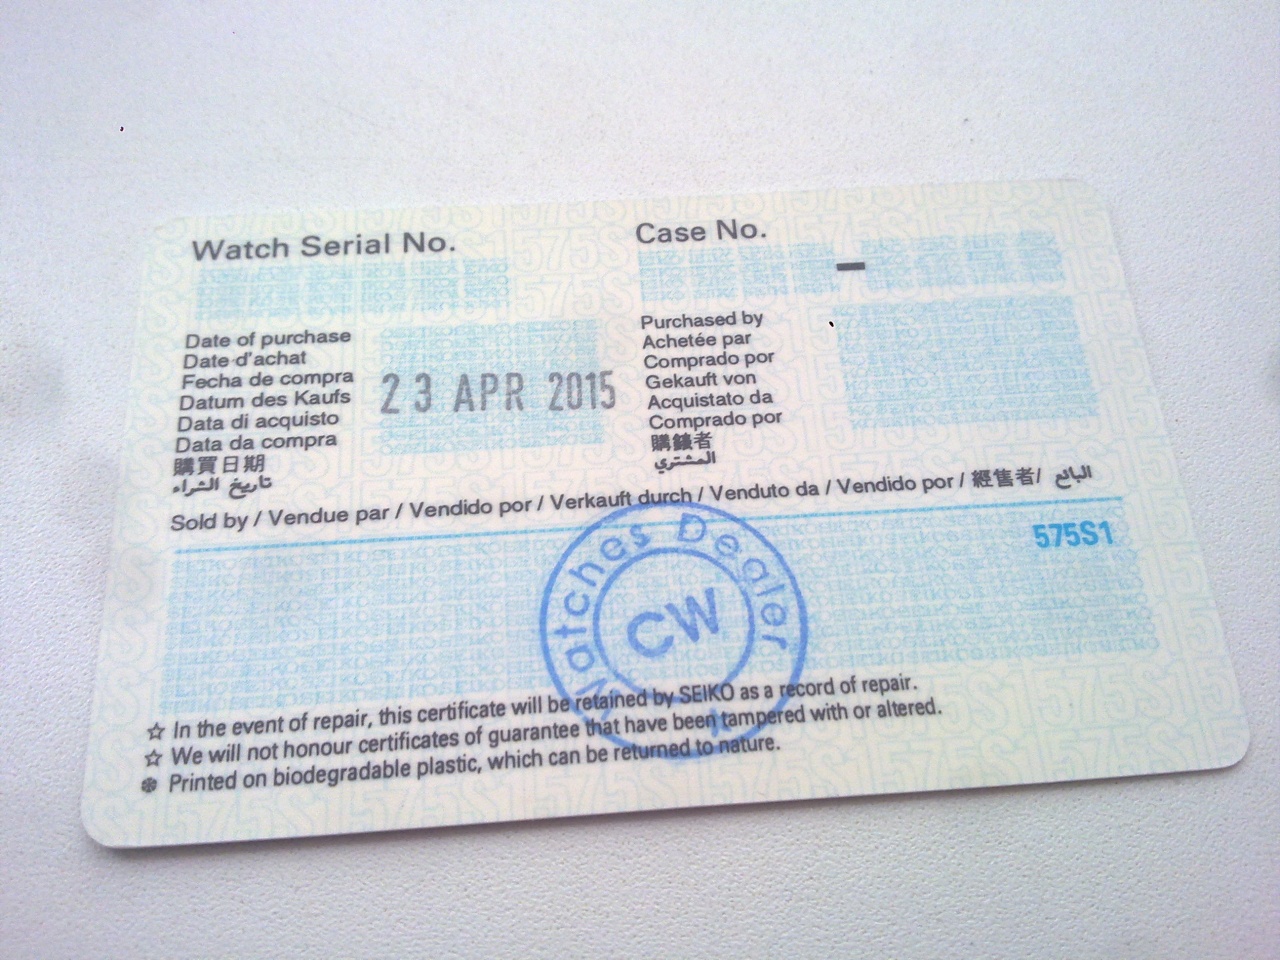 Watch Serial No.
Case No.
–
Date of purchase
Date d'achat
Fecha de compra
Datum des Kaufs
Data di acquisto
Data da compra
購買日期
تاريخ الشراء
23 APR 2015
Purchased by
Achetée par
Comprado por
Gekauft von
Acquistato da
Comprado por
購錶者
المشتري
Sold by / Vendue par / Vendido por / Verkauft durch / Venduto da / Vendido por / 經售者/ البائع
575S1
Watches Dealer
CW
☆ In the event of repair, this certificate will be retained by SEIKO as a record of repair.
☆ We will not honour certificates of guarantee that have been tampered with or altered.
❄ Printed on biodegradable plastic, which can be returned to nature.